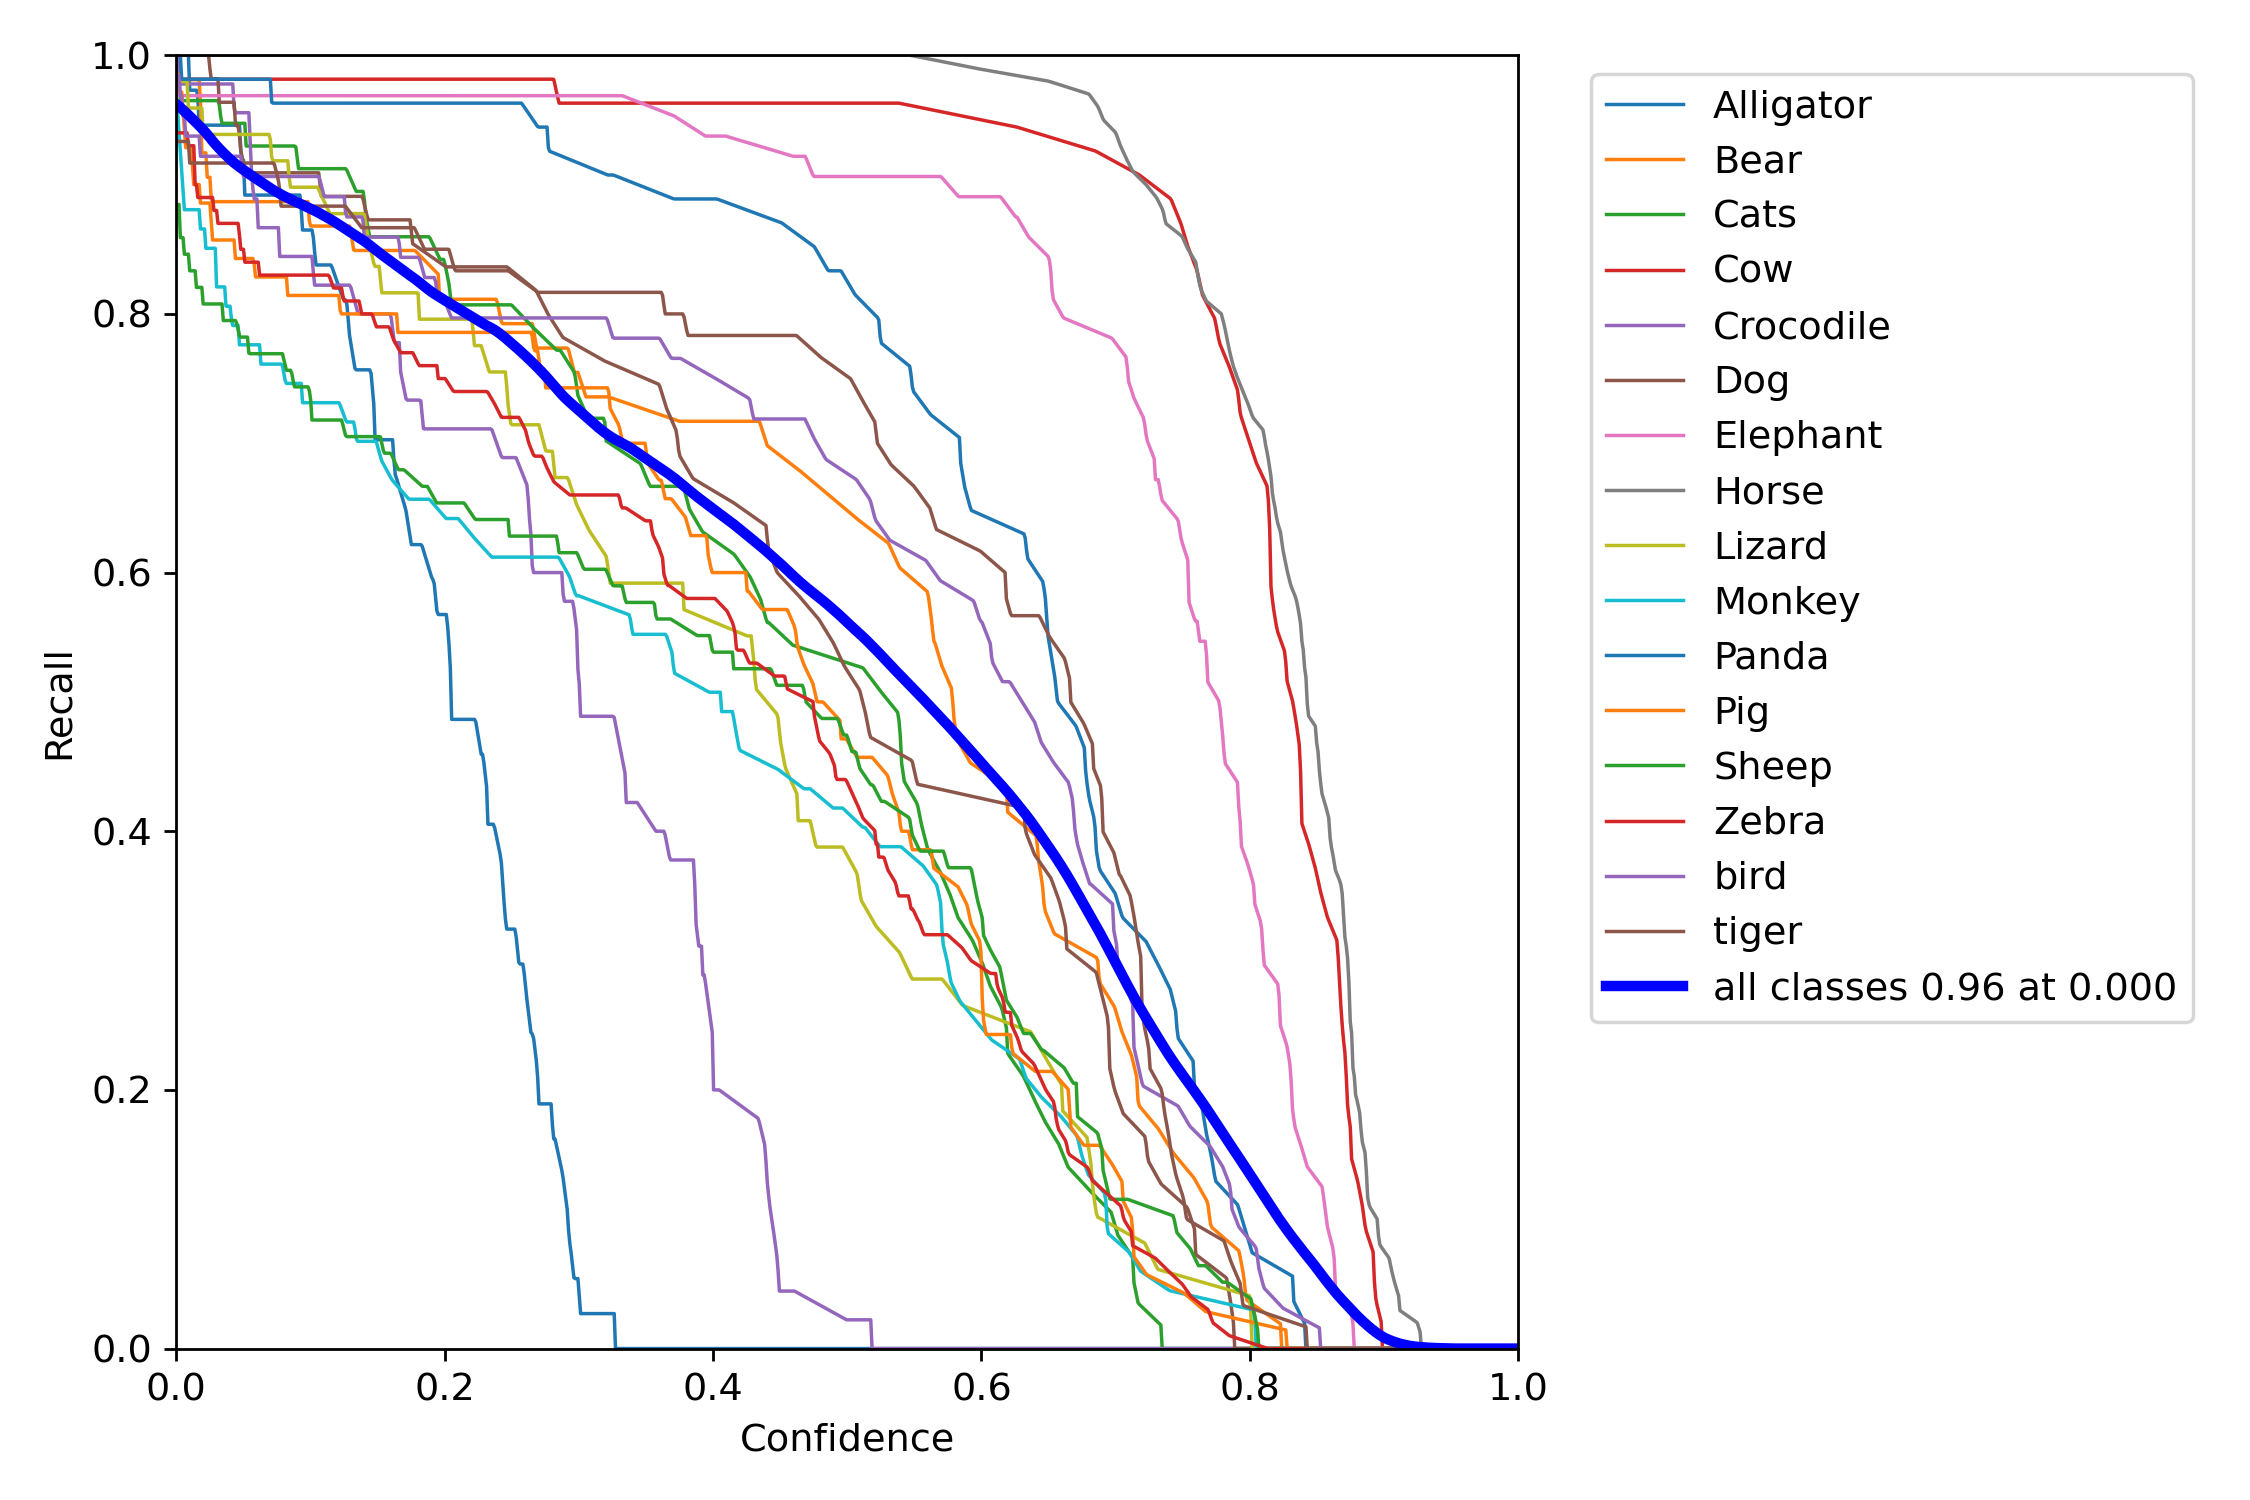 1.0
0.8
0.6
0.4
0.2
0.0
Recall
0.0 0.2 0.4 0.6 0.8 1.0
Confidence
Alligator
Bear
Cats
Cow
Crocodile
Dog
Elephant
Horse
Lizard
Monkey
Panda
Pig
Sheep
Zebra
bird
tiger
all classes 0.96 at 0.000